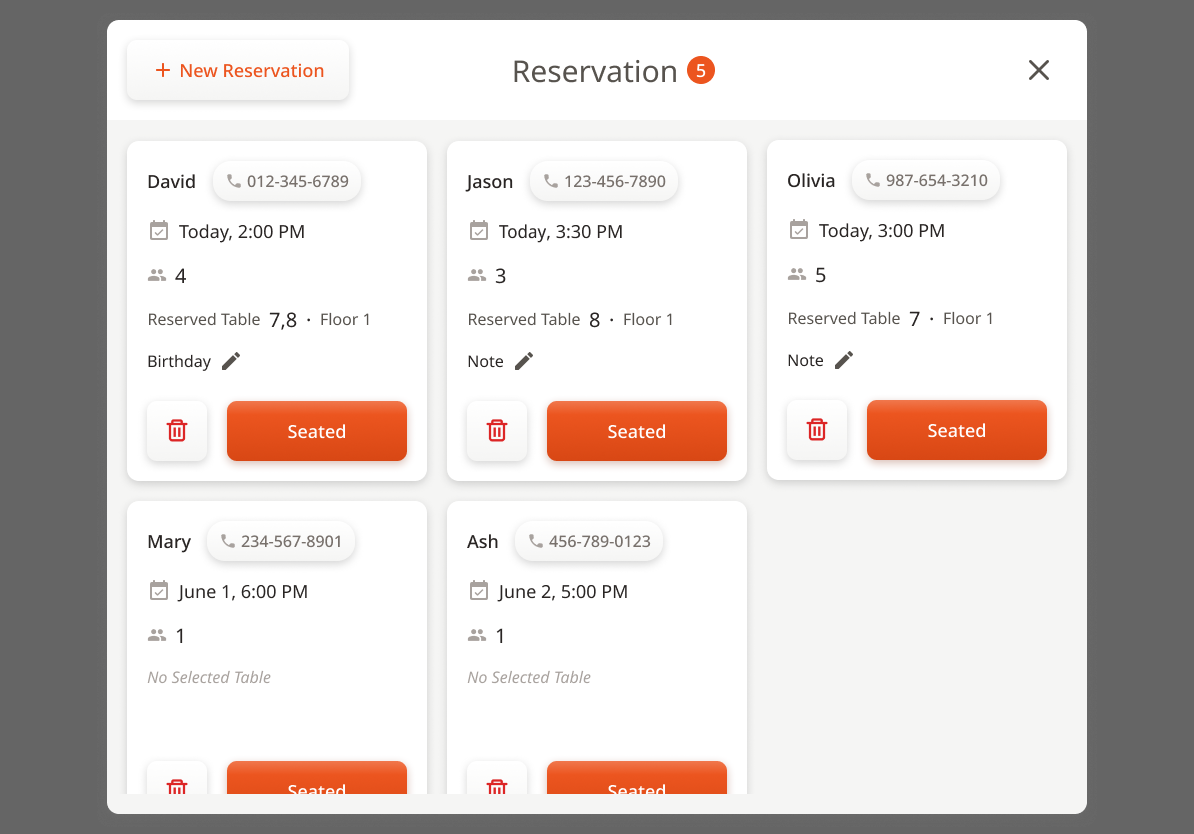 + New Reservation
Reservation 5
David 012-345-6789
Today, 2:00 PM
4
Reserved Table 7,8 · Floor 1
Birthday
Seated
Jason 123-456-7890
Today, 3:30 PM
3
Reserved Table 8 · Floor 1
Note
Seated
Olivia 987-654-3210
Today, 3:00 PM
5
Reserved Table 7 · Floor 1
Note
Seated
Mary 234-567-8901
June 1, 6:00 PM
1
No Selected Table
Seated
Ash 456-789-0123
June 2, 5:00 PM
1
No Selected Table
Seated